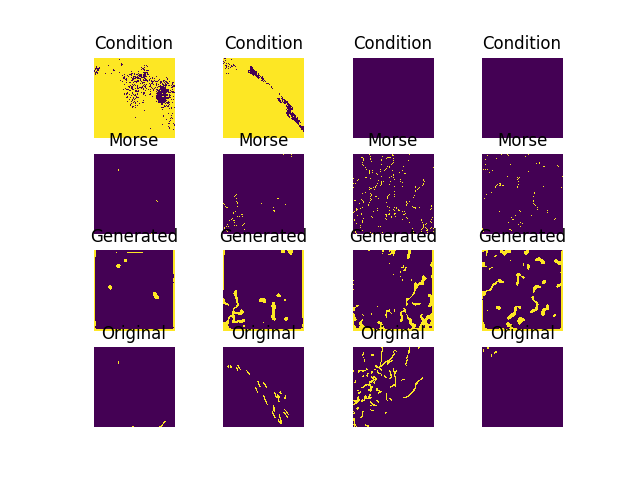 Condition Condition Condition Condition
Morse Morse Morse Morse
Generated Generated Generated Generated
Original Original Original Original